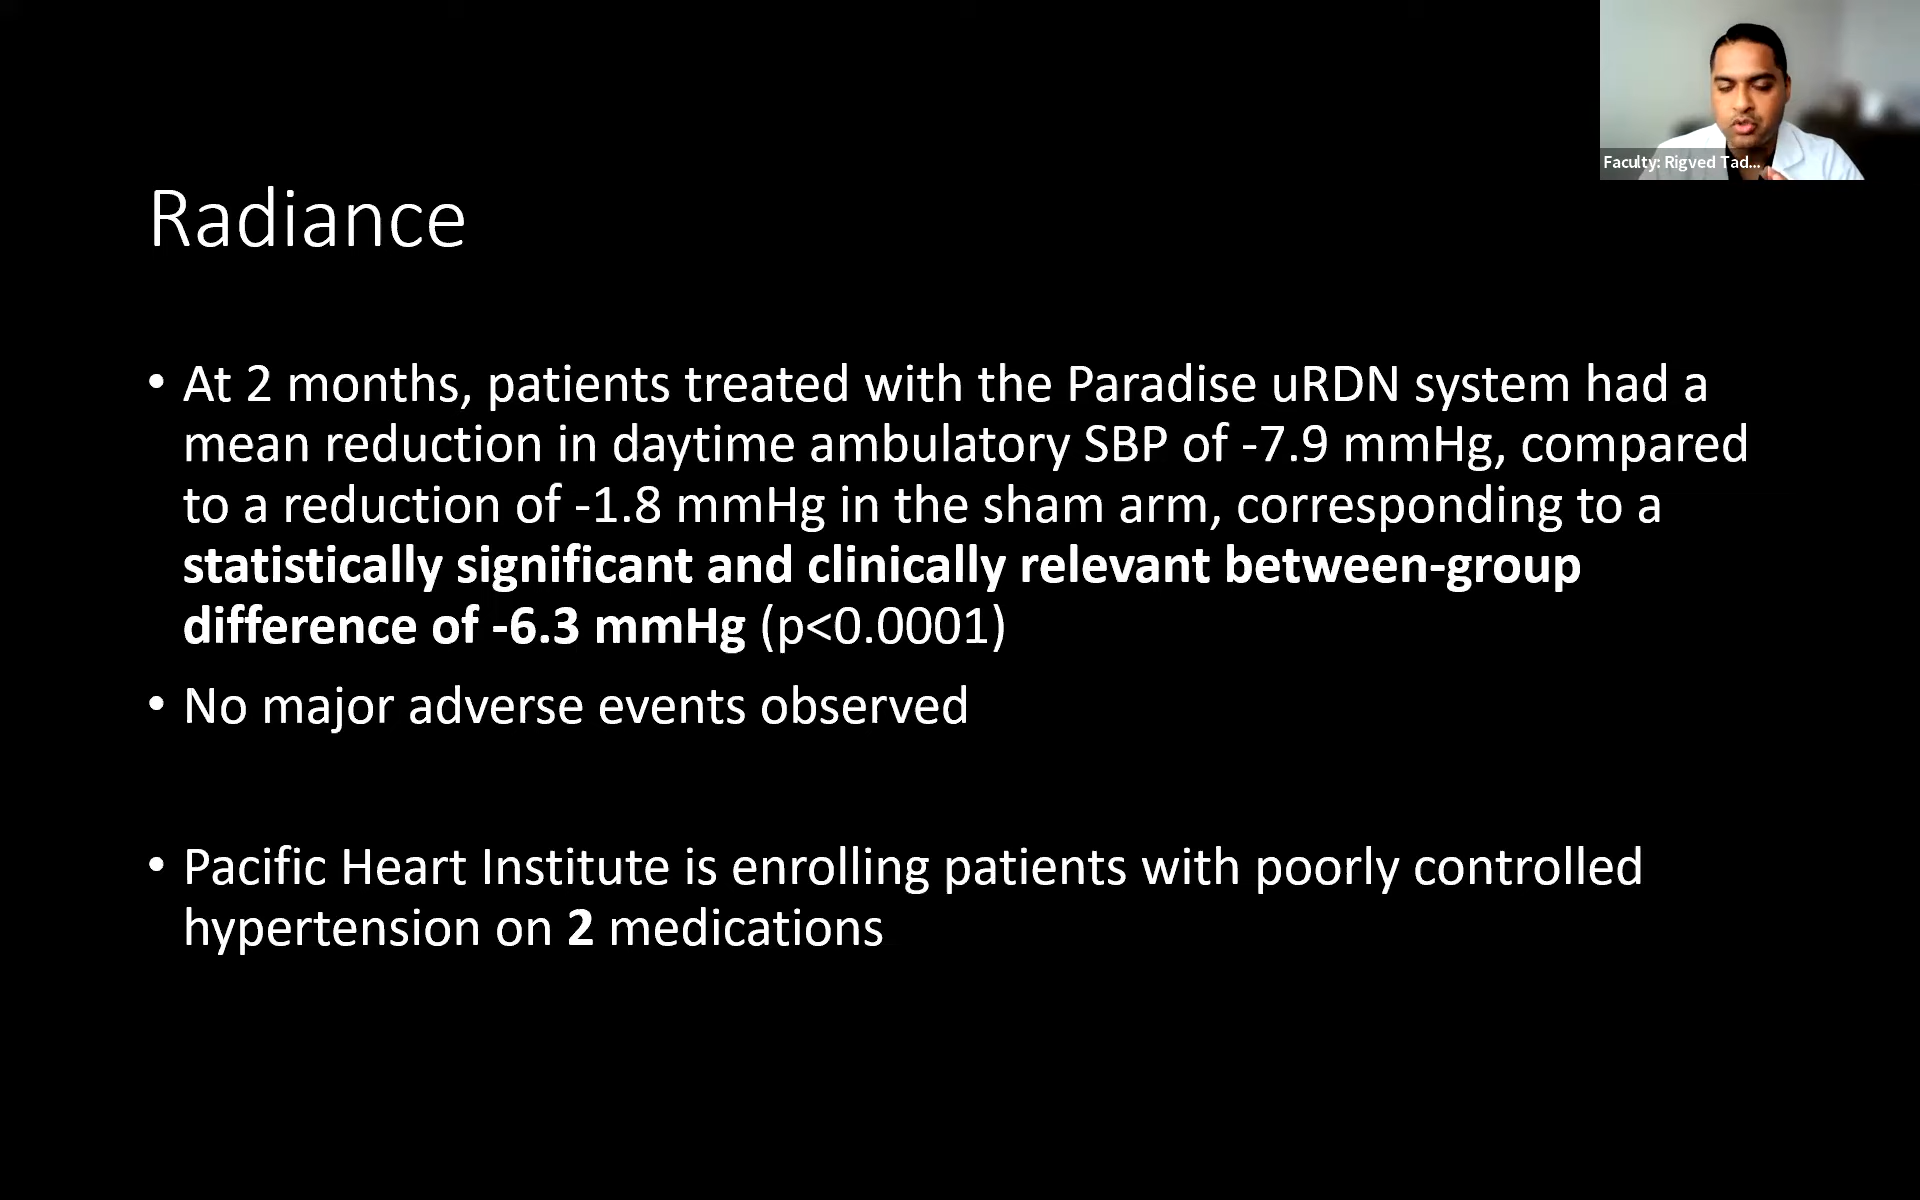 Faculty: Rigved Tad...
Radiance
• At 2 months, patients treated with the Paradise uRDN system had a
mean reduction in daytime ambulatory SBP of -7.9 mmHg, compared
to a reduction of -1.8 mmHg in the sham arm, corresponding to a
statistically significant and clinically relevant between-group
difference of -6.3 mmHg (p<0.0001)
• No major adverse events observed
• Pacific Heart Institute is enrolling patients with poorly controlled
hypertension on 2 medications